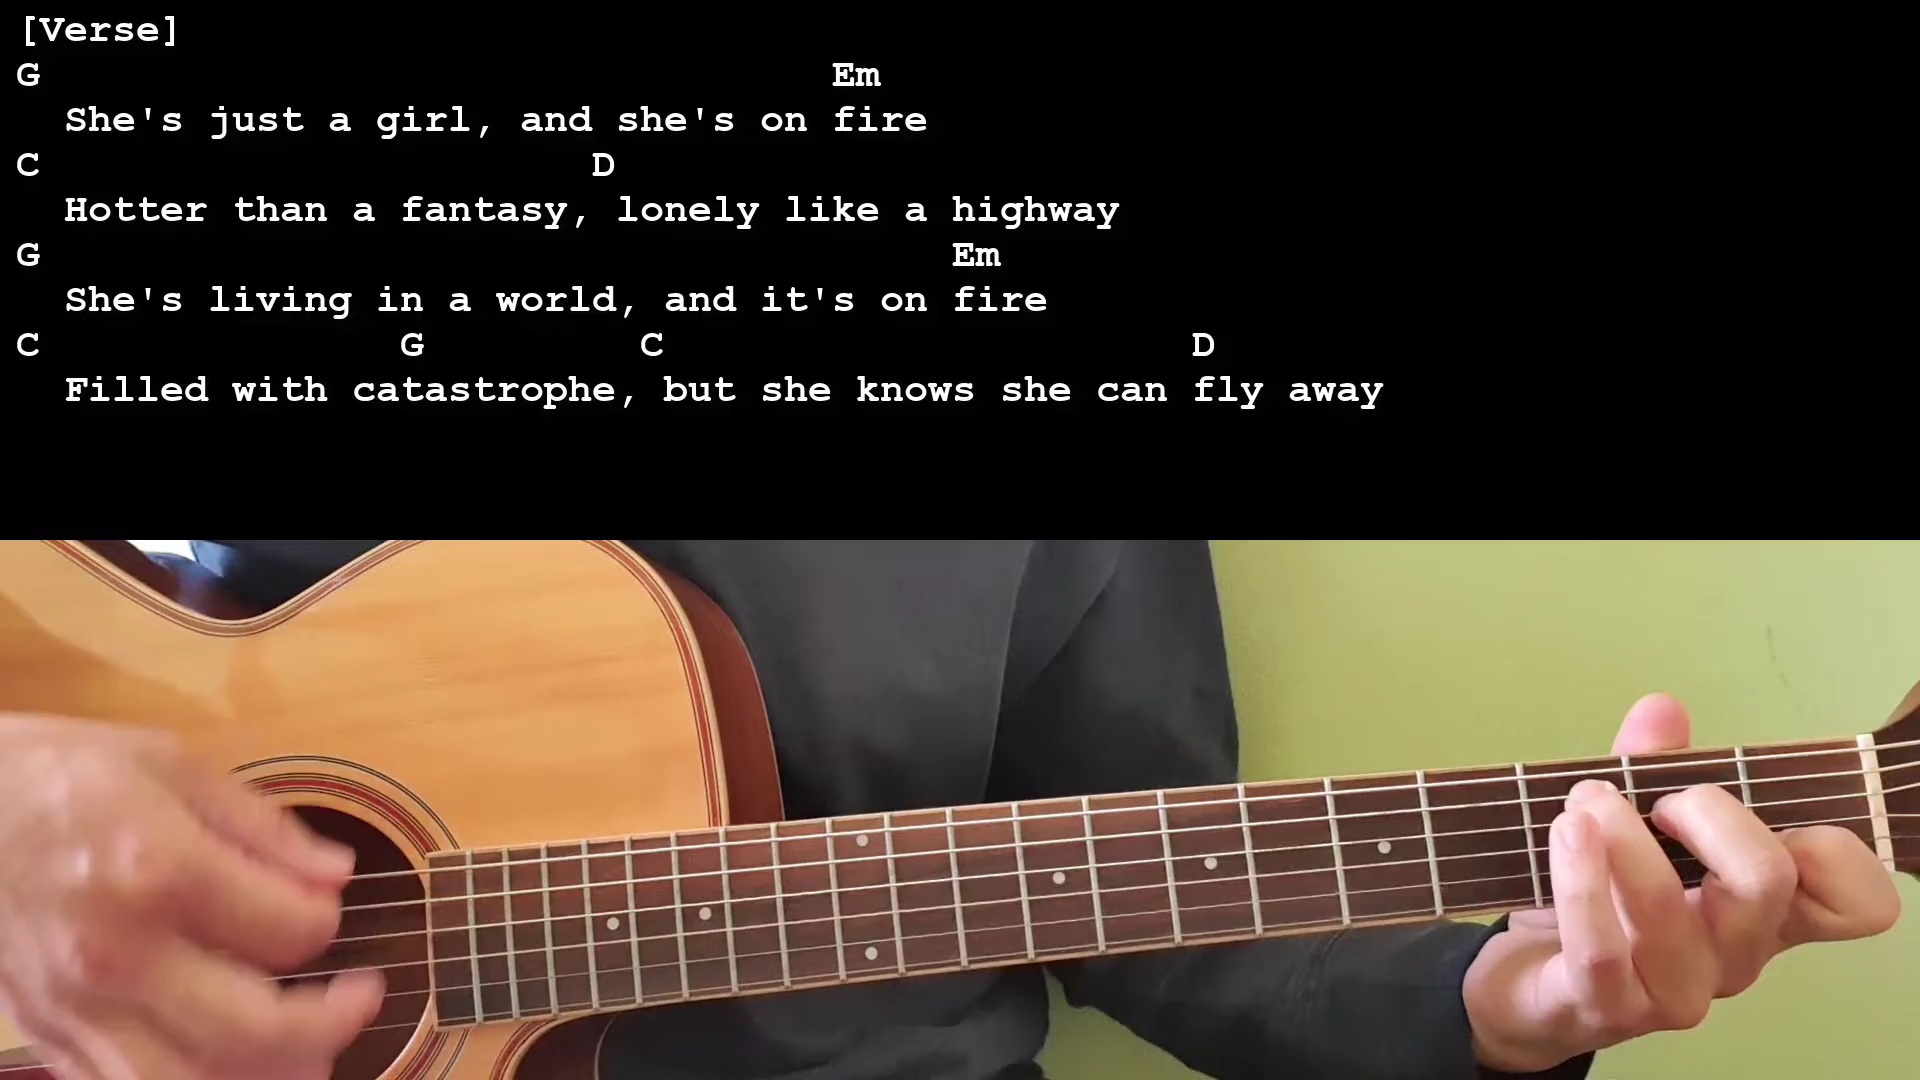 [Verse]
G Em
She's just a girl, and she's on fire
C D
Hotter than a fantasy, lonely like a highway
G Em
She's living in a world, and it's on fire
C G C D
Filled with catastrophe, but she knows she can fly away